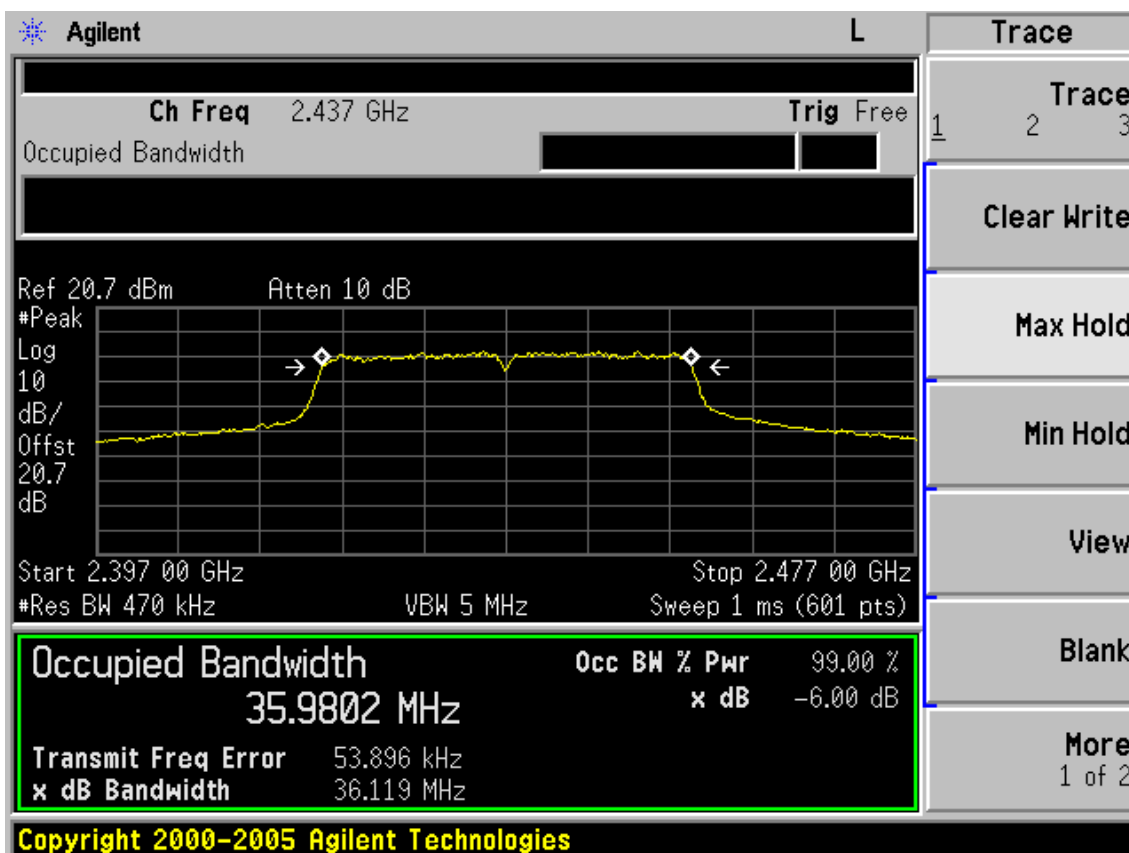 Agilent L Trace
Ch Freq 2.437 GHz Trig Free
Occupied Bandwidth
Trace
1 2 3
Clear Write
Max Hold
Min Hold
View
Blank
More
1 of 2
Ref 20.7 dBm Atten 10 dB
#Peak
Log
10
dB/
Offst
20.7
dB
Start 2.397 00 GHz Stop 2.477 00 GHz
#Res BW 470 kHz VBW 5 MHz Sweep 1 ms (601 pts)
Occupied Bandwidth
35.9802 MHz
Occ BW % Pwr 99.00 %
x dB -6.00 dB
Transmit Freq Error 53.896 kHz
x dB Bandwidth 36.119 MHz
Copyright 2000-2005 Agilent Technologies